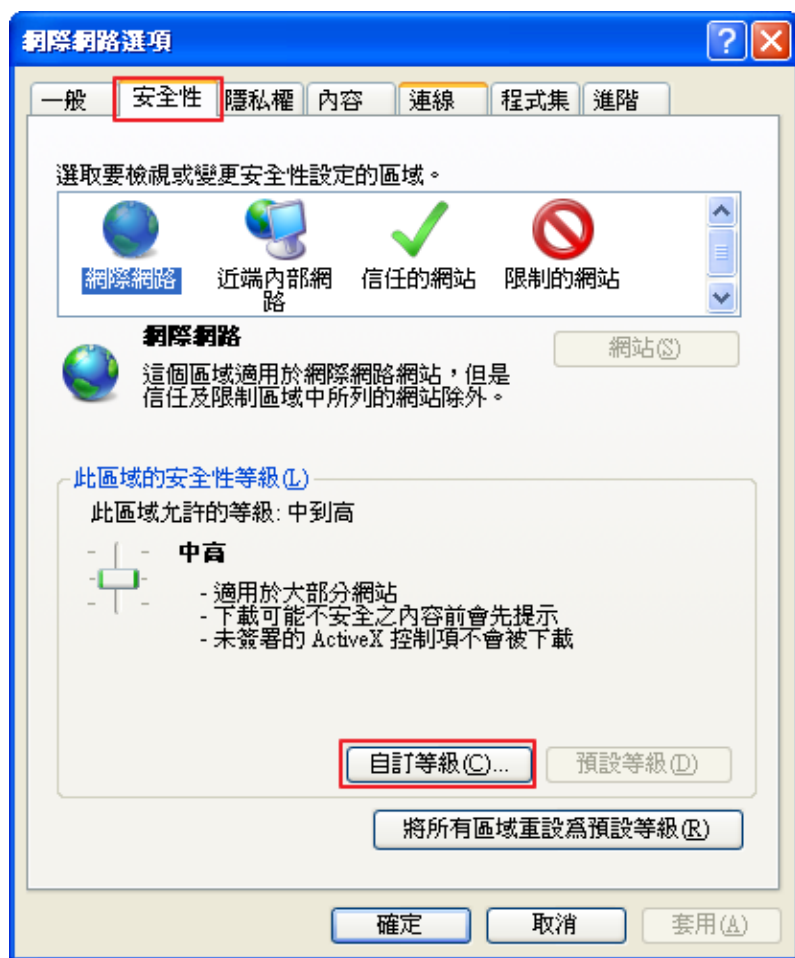 網際網路選項
一般 安全性 隱私權 內容 連線 程式集 進階
選取要檢視或變更安全性設定的區域。
網際網路 近端內部網路 信任的網站 限制的網站
網際網路
網站(S)
這個區域適用於網際網路網站，但是
信任及限制區域中所列的網站除外。
此區域的安全性等級(L)
此區域允許的等級: 中到高
中高
- 適用於大部分網站
- 下載可能不安全之內容前會先提示
- 未簽署的 ActiveX 控制項不會被下載
自訂等級(C)... 預設等級(D)
將所有區域重設為預設等級(R)
確定 取消 套用(A)